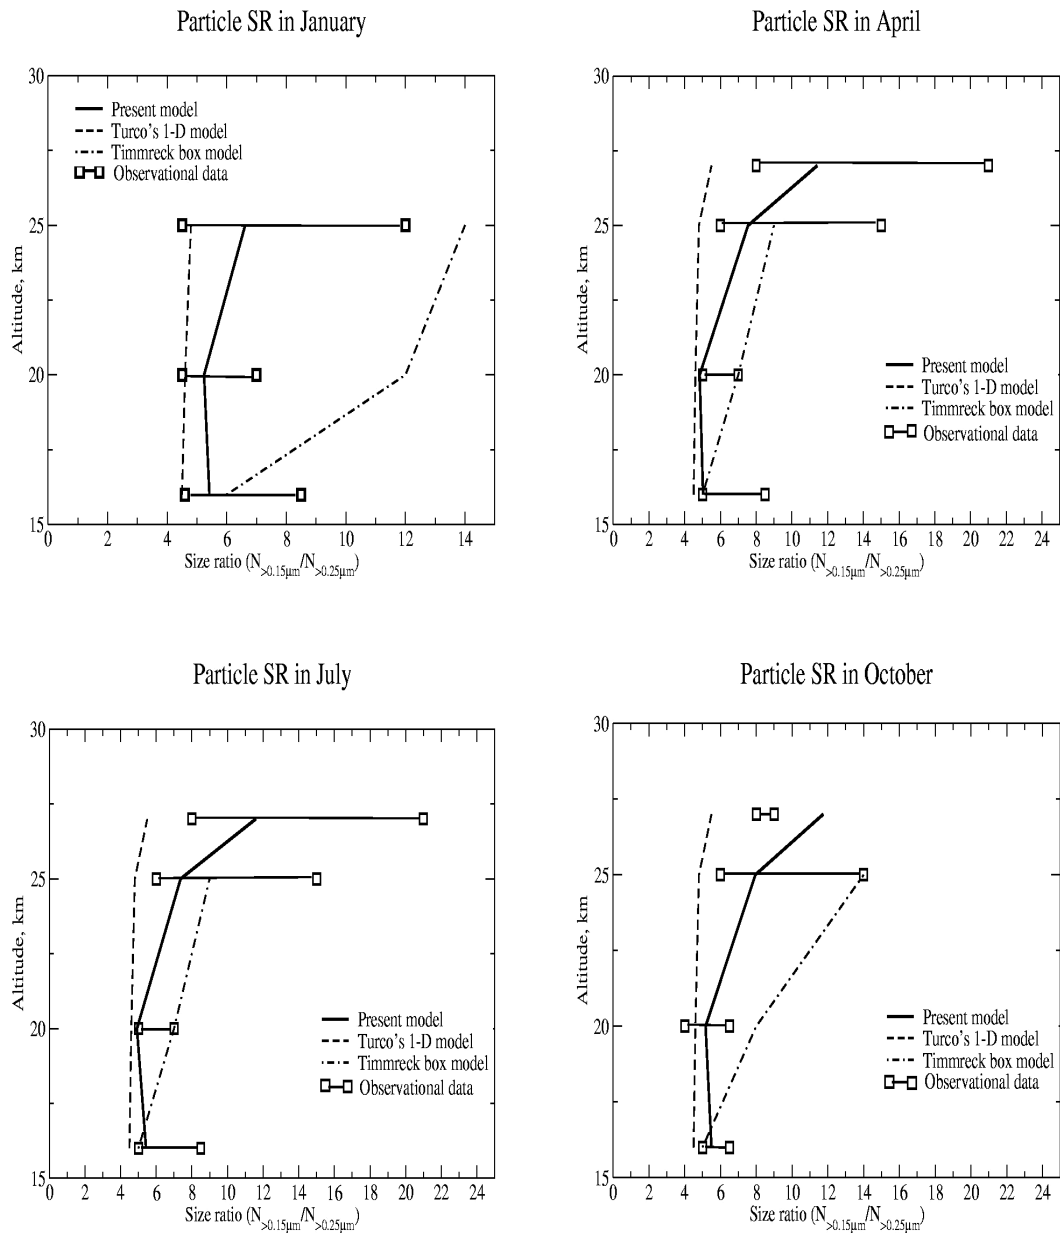 Particle SR in January
30
25
20
15
Altitude, km
Present model
Turco's 1-D model
Timmreck box model
Observational data
0 2 4 6 8 10 12 14
Size ratio (N>0.15μm/N>0.25μm)
Particle SR in April
30
25
20
15
Altitude, km
Present model
Turco's 1-D model
Timmreck box model
Observational data
0 2 4 6 8 10 12 14 16 18 20 22 24
Size ratio (N>0.15μm/N>0.25μm)
Particle SR in July
30
25
20
15
Altitude, km
Present model
Turco's 1-D model
Timmreck box model
Observational data
0 2 4 6 8 10 12 14 16 18 20 22 24
Size ratio (N>0.15μm/N>0.25μm)
Particle SR in October
30
25
20
15
Altitude, km
Present model
Turco's 1-D model
Timmreck box model
Observational data
0 2 4 6 8 10 12 14 16 18 20 22 24
Size ratio (N>0.15μm/N>0.25μm)